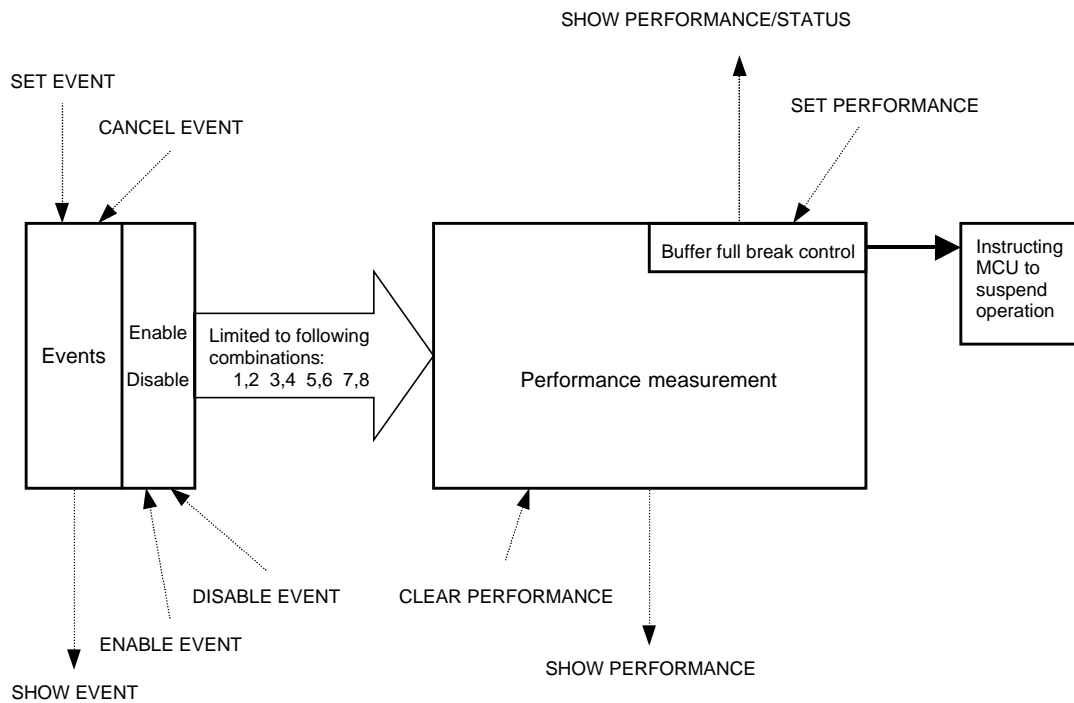 SHOW PERFORMANCE/STATUS
SET EVENT
SET PERFORMANCE
CANCEL EVENT
Buffer full break control
Instructing
MCU to
suspend
operation
Events
Enable
Disable
Limited to following
combinations:
1,2 3,4 5,6 7,8
Performance measurement
DISABLE EVENT
CLEAR PERFORMANCE
ENABLE EVENT
SHOW PERFORMANCE
SHOW EVENT